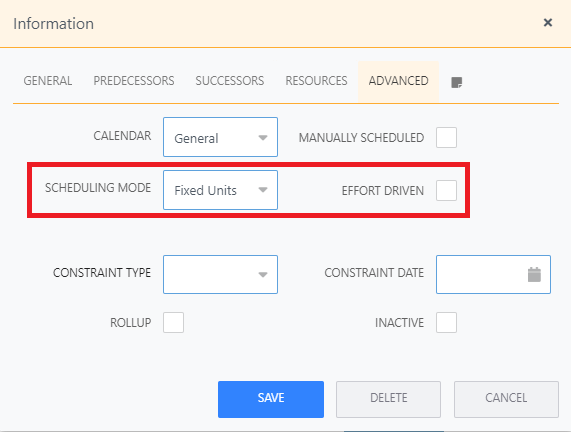 Information
GENERAL PREDECESSORS SUCCESSORS RESOURCES ADVANCED
CALENDAR General MANUALLY SCHEDULED
SCHEDULING MODE Fixed Units EFFORT DRIVEN
CONSTRAINT TYPE CONSTRAINT DATE
ROLLUP INACTIVE
SAVE DELETE CANCEL